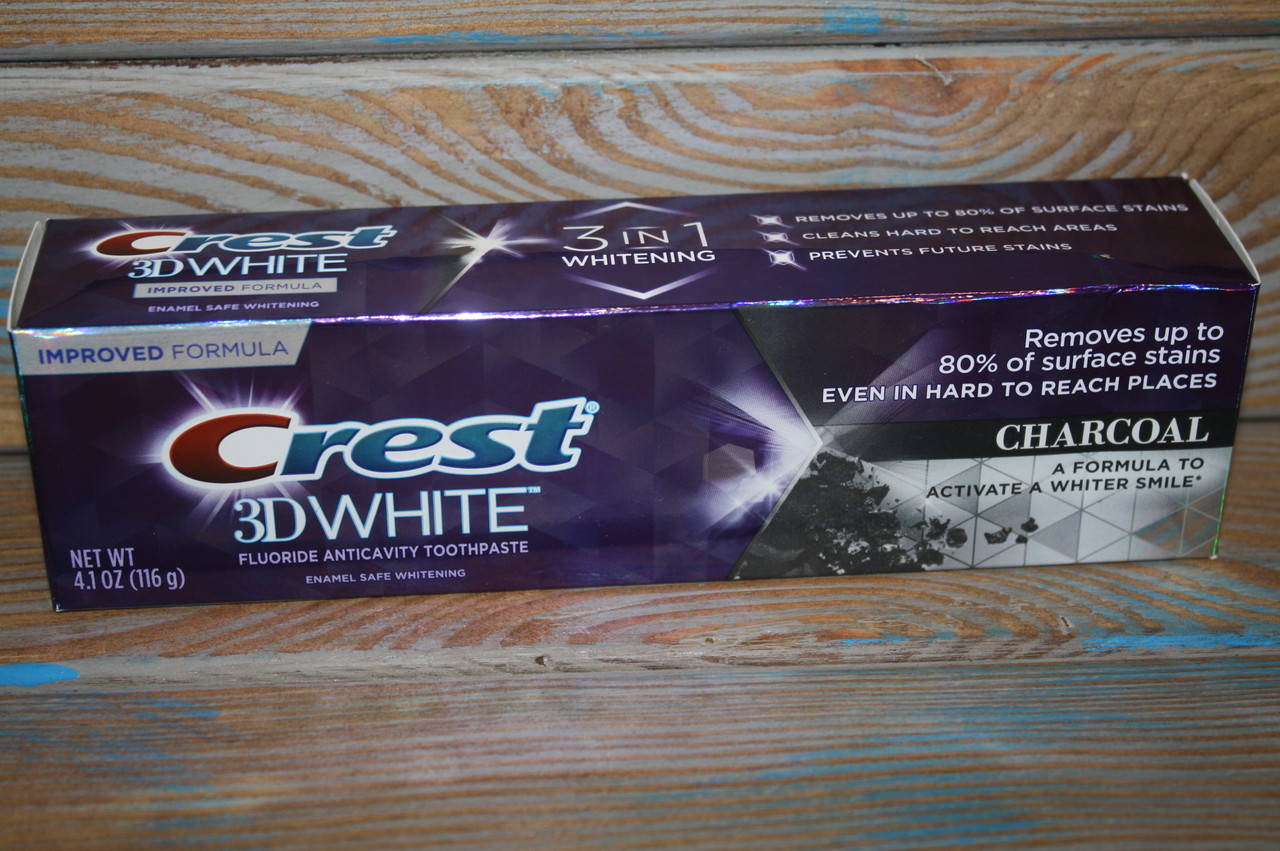 Crest
3D WHITE
IMPROVED FORMULA
ENAMEL SAFE WHITENING
3 IN 1
WHITENING
REMOVES UP TO 80% OF SURFACE STAINS
CLEANS HARD TO REACH AREAS
PREVENTS FUTURE STAINS
IMPROVED FORMULA
Crest®
3D WHITE™
FLUORIDE ANTICAVITY TOOTHPASTE
ENAMEL SAFE WHITENING
NET WT
4.1 OZ (116 g)
Removes up to
80% of surface stains
EVEN IN HARD TO REACH PLACES
CHARCOAL
A FORMULA TO
ACTIVATE A WHITER SMILE*